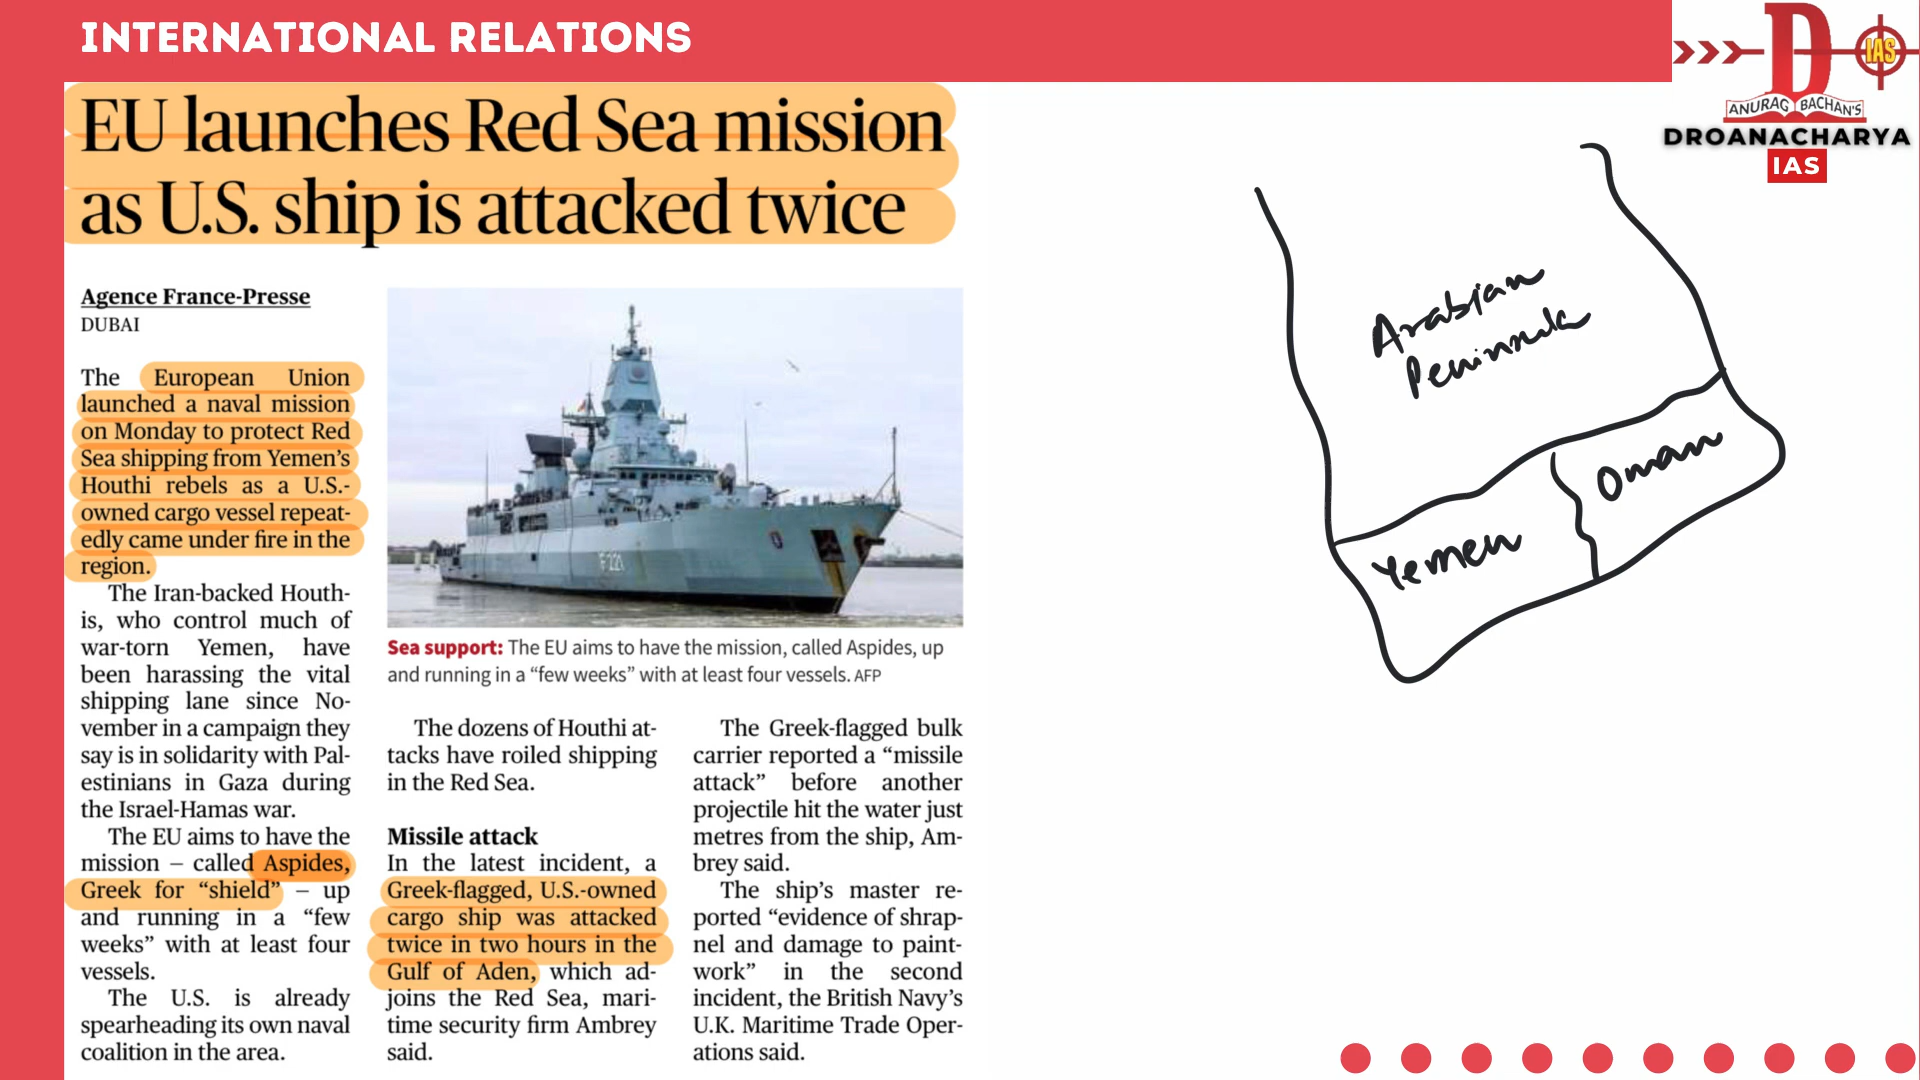 INTERNATIONAL RELATIONS
IAS
D
ANURAG BACHAN'S
DROANACHARYA
IAS
EU launches Red Sea mission
as U.S. ship is attacked twice
Agence France-Presse
DUBAI
The European Union
launched a naval mission
on Monday to protect Red
Sea shipping from Yemen's
Houthi rebels as a U.S.-
owned cargo vessel repeat-
edly came under fire in the
region.
The Iran-backed Houth-
is, who control much of
war-torn Yemen, have
been harassing the vital
shipping lane since No-
vember in a campaign they
say is in solidarity with Pal-
estinians in Gaza during
the Israel-Hamas war.
The EU aims to have the
mission – called Aspides,
Greek for “shield” – up
and running in a “few
weeks” with at least four
vessels.
The U.S. is already
spearheading its own naval
coalition in the area.
F 221
Sea support: The EU aims to have the mission, called Aspides, up
and running in a “few weeks” with at least four vessels. AFP
The dozens of Houthi at-
tacks have roiled shipping
in the Red Sea.
Missile attack
In the latest incident, a
Greek-flagged, U.S.-owned
cargo ship was attacked
twice in two hours in the
Gulf of Aden, which ad-
joins the Red Sea, mari-
time security firm Ambrey
said.
The Greek-flagged bulk
carrier reported a “missile
attack” before another
projectile hit the water just
metres from the ship, Am-
brey said.
The ship's master re-
ported “evidence of shrap-
nel and damage to paint-
work” in the second
incident, the British Navy's
U.K. Maritime Trade Oper-
ations said.
Arabian
Peninsula
Oman
Yemen